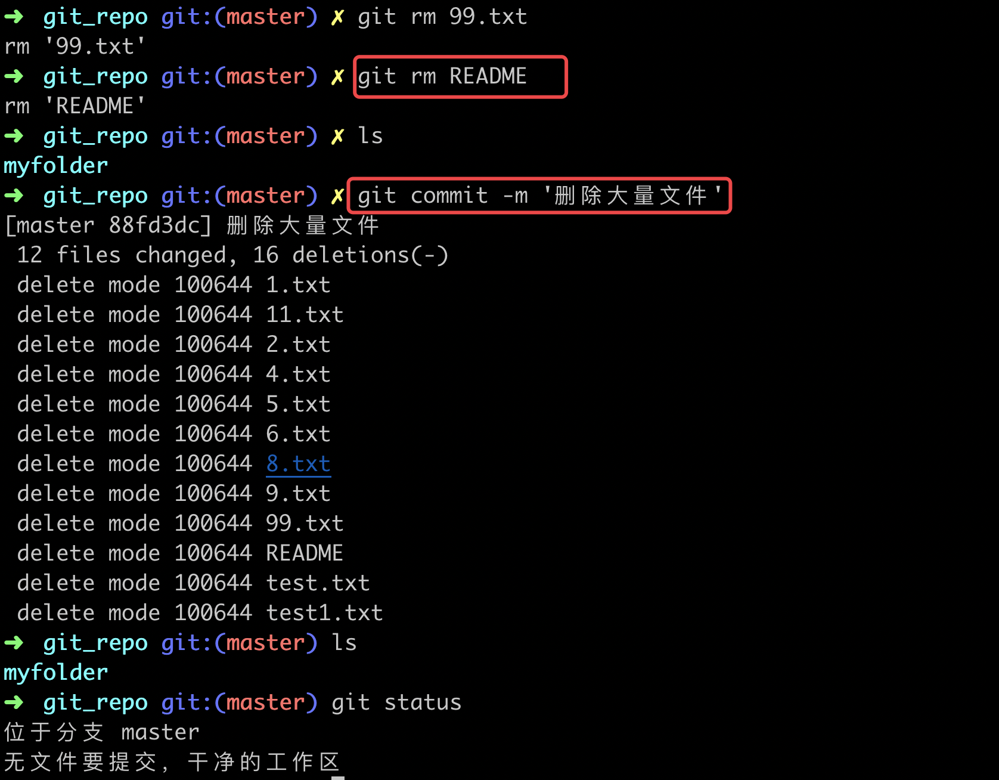 ➜ git_repo git:(master) ✗ git rm 99.txt
rm '99.txt'
➜ git_repo git:(master) ✗ git rm README
rm 'README'
➜ git_repo git:(master) ✗ ls
myfolder
➜ git_repo git:(master) ✗ git commit -m '删除大量文件'
[master 88fd3dc] 删除大量文件
12 files changed, 16 deletions(-)
delete mode 100644 1.txt
delete mode 100644 11.txt
delete mode 100644 2.txt
delete mode 100644 4.txt
delete mode 100644 5.txt
delete mode 100644 6.txt
delete mode 100644 8.txt
delete mode 100644 9.txt
delete mode 100644 99.txt
delete mode 100644 README
delete mode 100644 test.txt
delete mode 100644 test1.txt
➜ git_repo git:(master) ls
myfolder
➜ git_repo git:(master) git status
位于分支 master
无文件要提交，干净的工作区